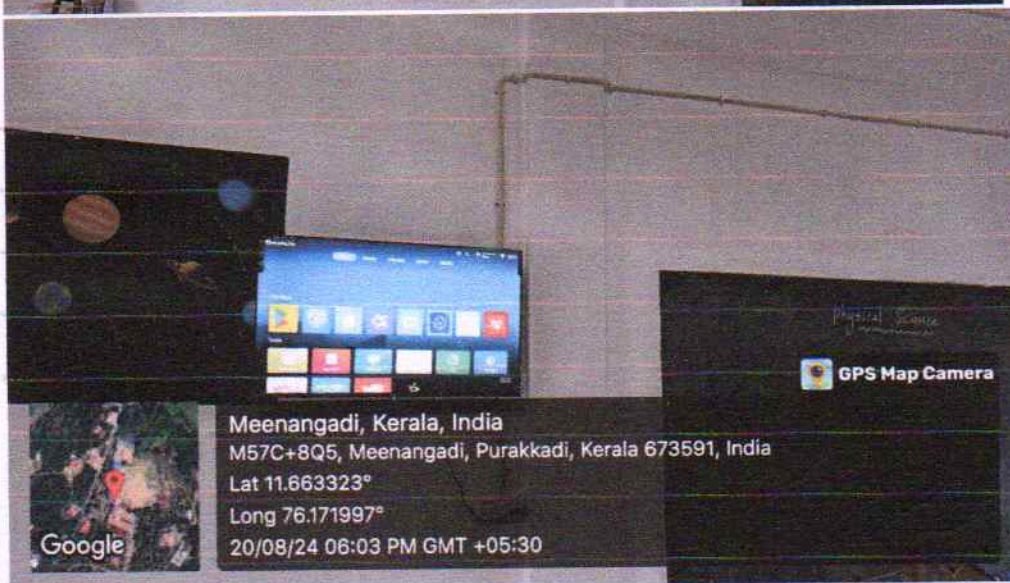 physical Science
GPS Map Camera
Meenangadi, Kerala, India
M57C+8Q5, Meenangadi, Purakkadi, Kerala 673591, India
Lat 11.663323°
Long 76.171997°
20/08/24 06:03 PM GMT +05:30
Google